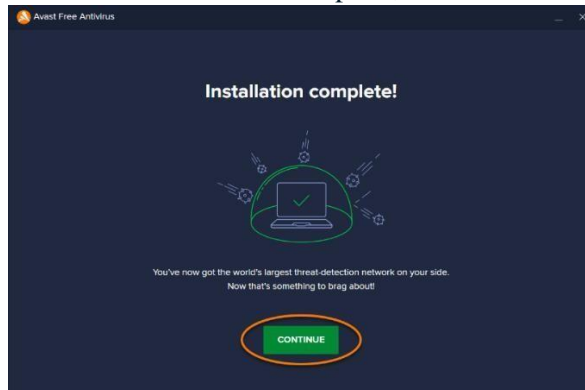 Avast Free Antivirus
Installation complete!
You've now got the world's largest threat-detection network on your side.
Now that's something to brag about!
CONTINUE